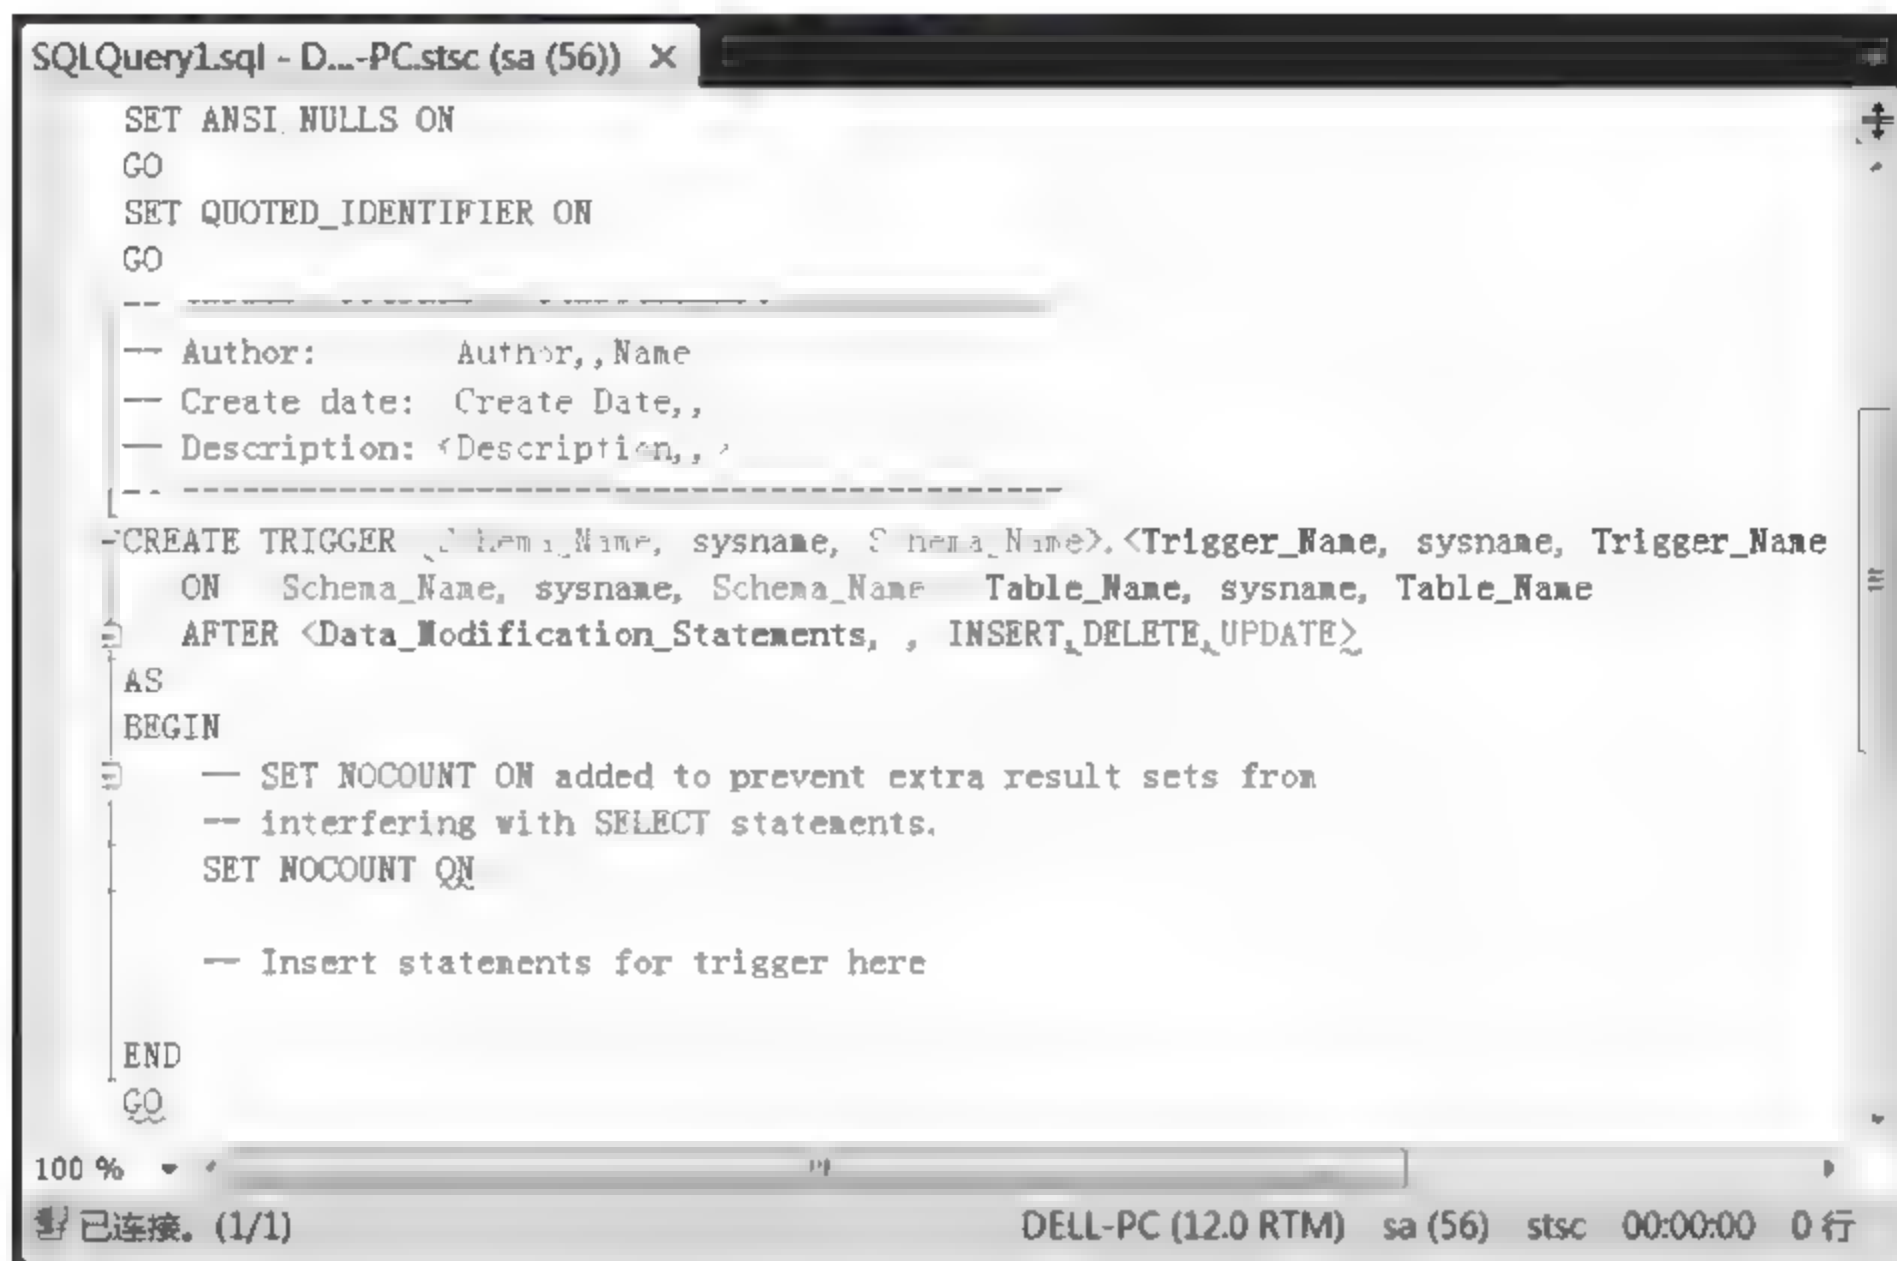 SQLQuery1.sql - D...-PC.stsc (sa (56)) ×
SET ANSI_NULLS ON
GO
SET QUOTED_IDENTIFIER ON
GO
-- Author: Author,,Name
-- Create date: Create Date,,
-- Description: <Description,,>
CREATE TRIGGER <Schema_Name, sysname, Schema_Name>.<Trigger_Name, sysname, Trigger_Name
ON Schema_Name, sysname, Schema_Name Table_Name, sysname, Table_Name
AFTER <Data_Modification_Statements, , INSERT,DELETE,UPDATE>
AS
BEGIN
-- SET NOCOUNT ON added to prevent extra result sets from
-- interfering with SELECT statements.
SET NOCOUNT ON
-- Insert statements for trigger here
END
GO
100 %
已连接。(1/1) DELL-PC (12.0 RTM) sa (56) stsc 00:00:00 0 行